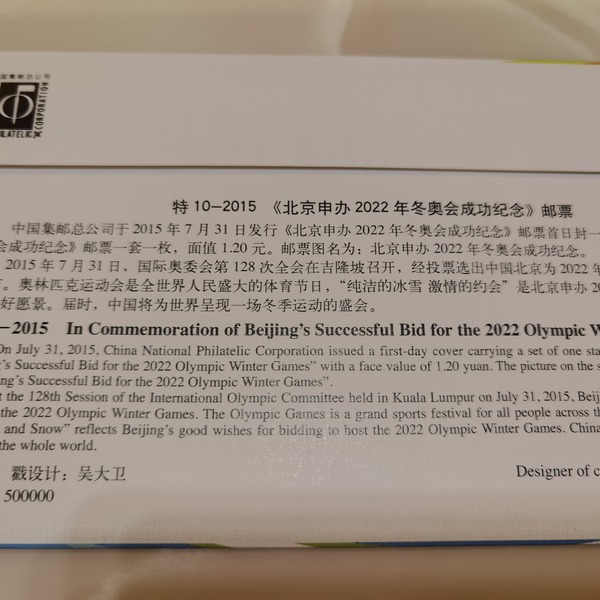 国集邮总公司
HILATELIC CORPORATION
特 10-2015 《北京申办 2022 年冬奥会成功纪念》邮票
中国集邮总公司于 2015 年 7 月 31 日发行《北京申办 2022 年冬奥会成功纪念》邮票首日封一
会成功纪念》邮票一套一枚，面值 1.20 元。邮票图名为：北京申办 2022 年冬奥会成功纪念。
2015 年 7 月 31 日，国际奥委会第 128 次全会在吉隆坡召开，经投票选出中国北京为 2022 年
。奥林匹克运动会是全世界人民盛大的体育节日，“纯洁的冰雪 激情的约会”是北京申办 20
好愿景。届时，中国将为世界呈现一场冬季运动的盛会。
-2015 In Commemoration of Beijing's Successful Bid for the 2022 Olympic W
On July 31, 2015, China National Philatelic Corporation issued a first-day cover carrying a set of one sta
g's Successful Bid for the 2022 Olympic Winter Games” with a face value of 1.20 yuan. The picture on the s
ng's Successful Bid for the 2022 Olympic Winter Games”.
t the 128th Session of the International Olympic Committee held in Kuala Lumpur on July 31, 2015, Beij
the 2022 Olympic Winter Games. The Olympic Games is a grand sports festival for all people across th
and Snow” reflects Beijing's good wishes for bidding to host the 2022 Olympic Winter Games. China
the whole world.
戳设计：吴大卫
Designer of c
500000